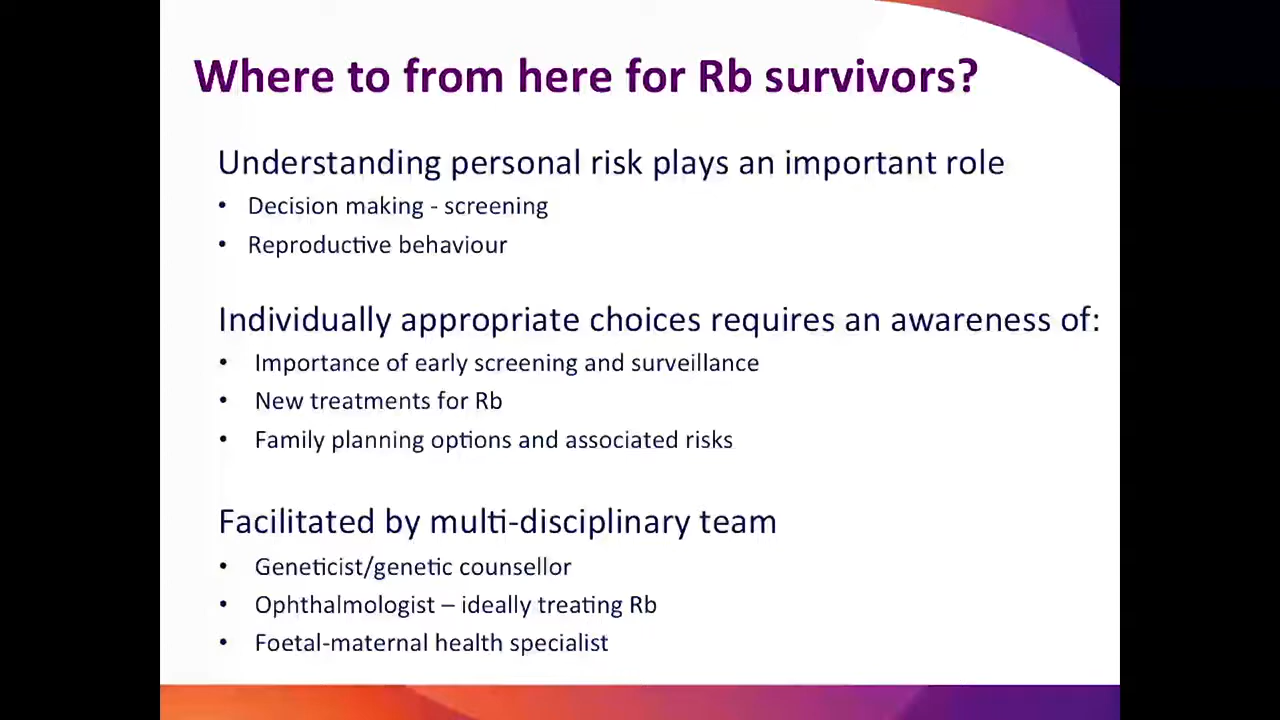 Where to from here for Rb survivors?
Understanding personal risk plays an important role
• Decision making - screening
• Reproductive behaviour
Individually appropriate choices requires an awareness of:
• Importance of early screening and surveillance
• New treatments for Rb
• Family planning options and associated risks
Facilitated by multi-disciplinary team
• Geneticist/genetic counsellor
• Ophthalmologist – ideally treating Rb
• Foetal-maternal health specialist